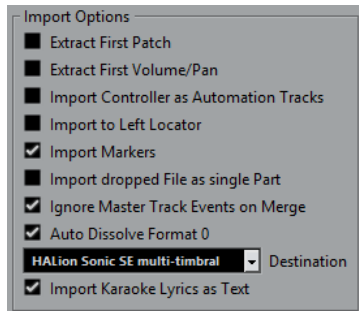 Import Options
Extract First Patch
Extract First Volume/Pan
Import Controller as Automation Tracks
Import to Left Locator
Import Markers
Import dropped File as single Part
Ignore Master Track Events on Merge
Auto Dissolve Format 0
HALion Sonic SE multi-timbral Destination
Import Karaoke Lyrics as Text